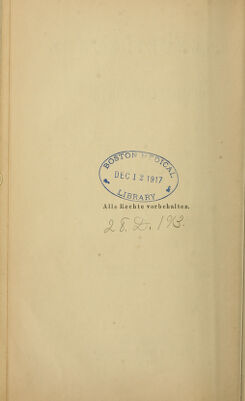 BOSTON MEDICAL
DEC 12 1917
LIBRARY
Alle Rechte vorbehalten.